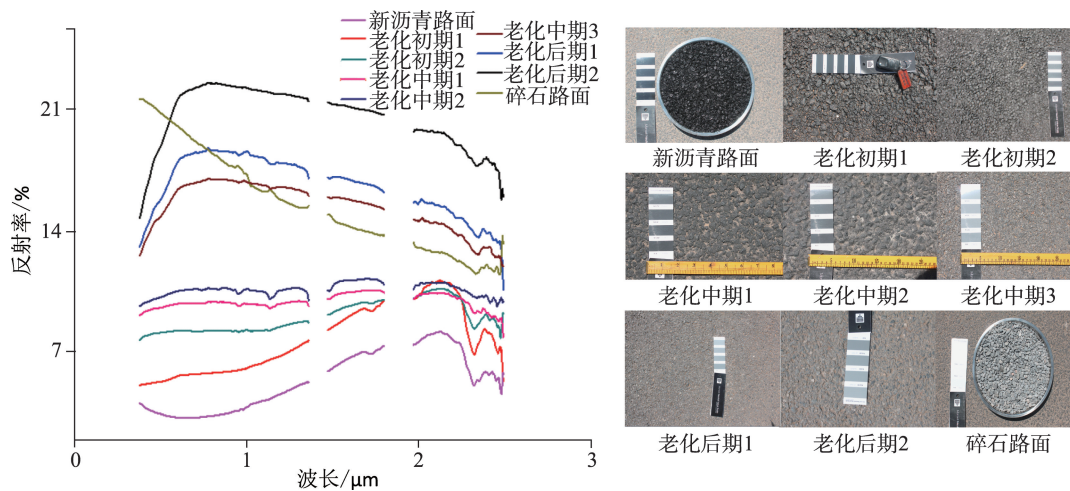 新沥青路面
老化初期1
老化初期2
老化中期1
老化中期2
老化中期3
老化后期1
老化后期2
碎石路面
21
14
7
反射率/%
0
1
2
3
波长/μm
新沥青路面
老化初期1
老化初期2
老化中期1
老化中期2
老化中期3
老化后期1
老化后期2
碎石路面